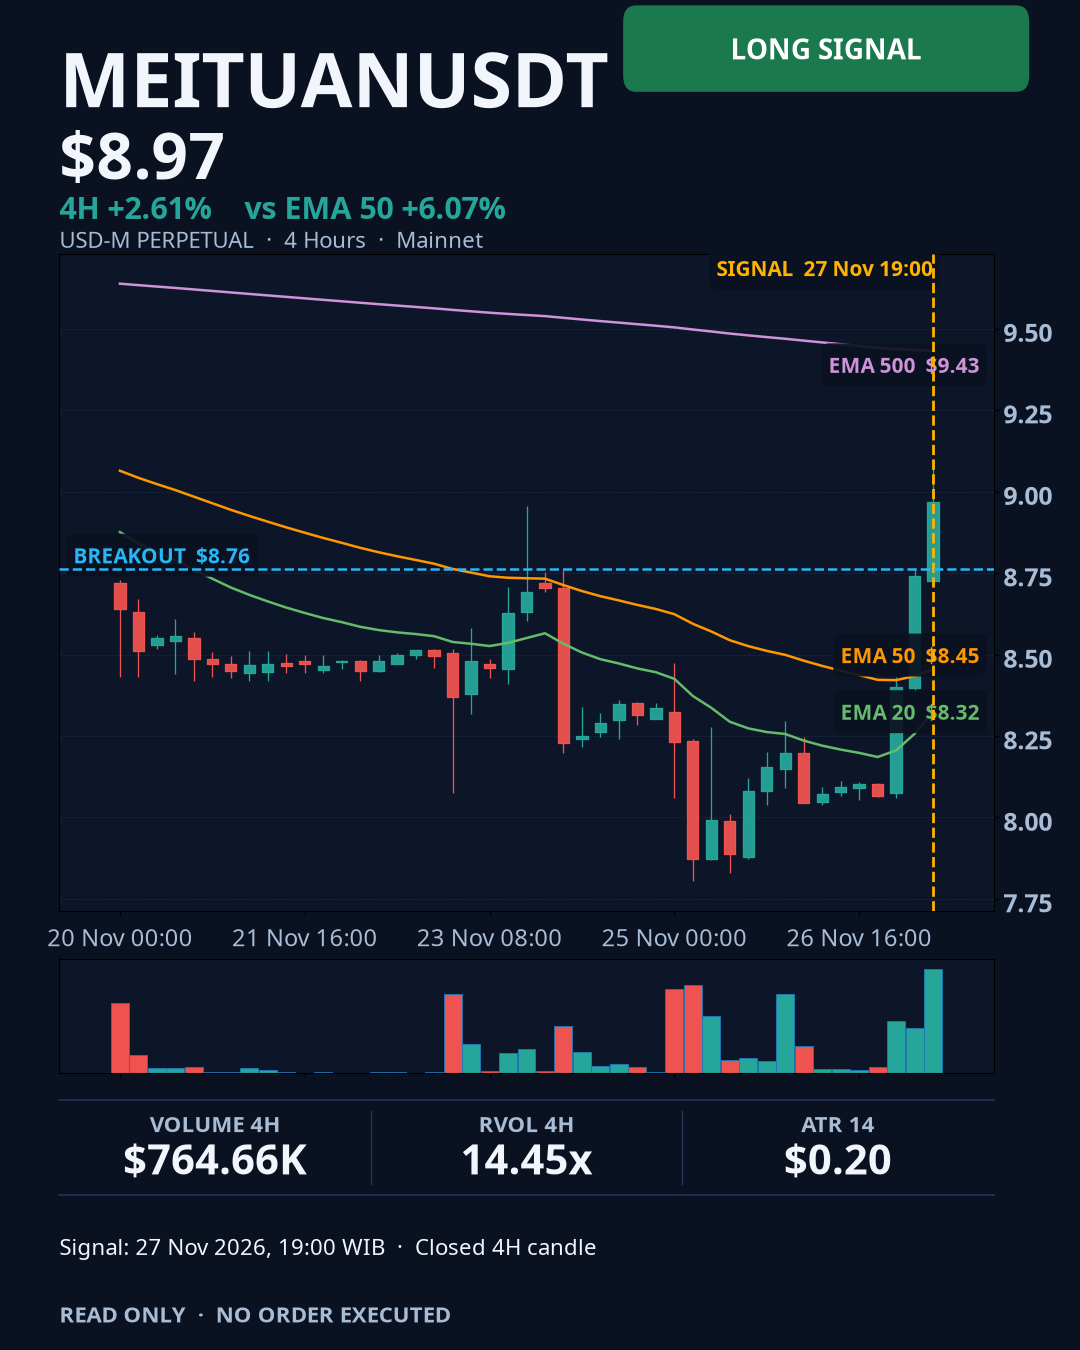 LONG SIGNAL
MEITUANUSDT
$8.97
4H +2.61%    vs EMA 50 +6.07%
USD-M PERPETUAL · 4 Hours · Mainnet
SIGNAL 27 Nov 19:00
9.50
EMA 500 $9.43
9.25
9.00
BREAKOUT $8.76
8.75
EMA 50 $8.45
8.50
EMA 20 $8.32
8.25
8.00
7.75
20 Nov 00:00    21 Nov 16:00    23 Nov 08:00    25 Nov 00:00    26 Nov 16:00
VOLUME 4H    RVOL 4H    ATR 14
$764.66K    14.45x    $0.20
Signal: 27 Nov 2026, 19:00 WIB · Closed 4H candle
READ ONLY · NO ORDER EXECUTED